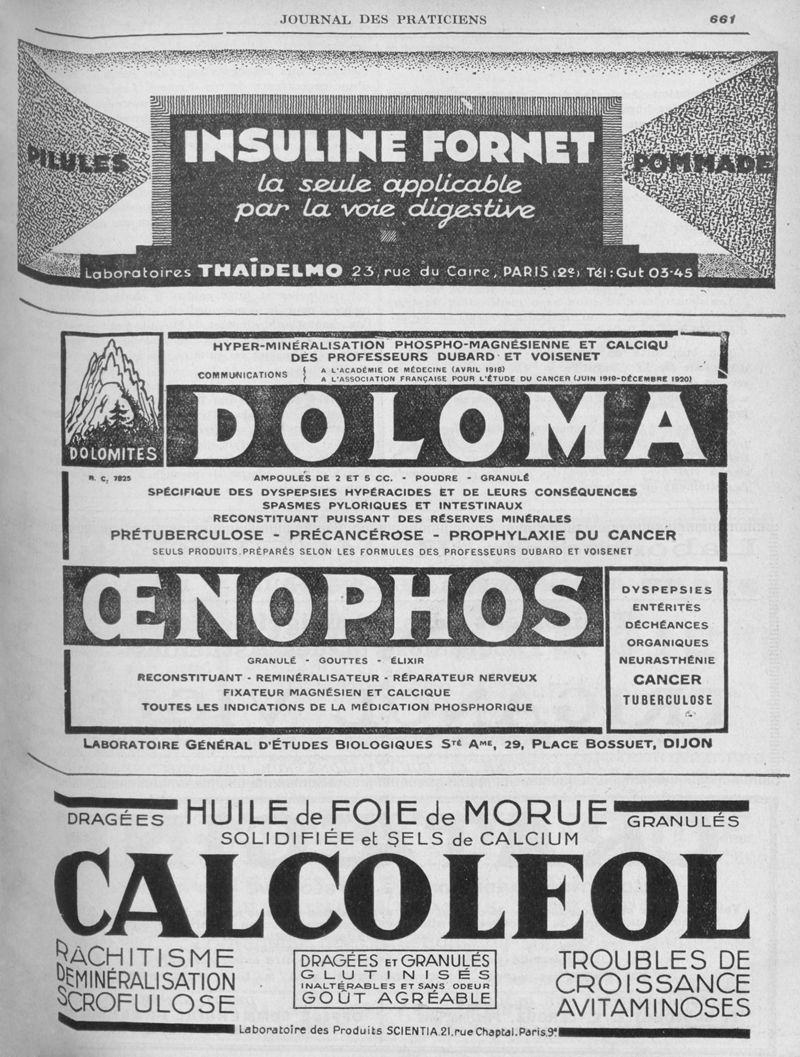 JOURNAL DES PRATICIENS 661
PILULES
INSULINE FORNET
la seule applicable
par la voie digestive
POMMADE
Laboratoires THAÏDELMO 23, rue du Caire, PARIS (2e) Tél: Gut 03-45
HYPER-MINÉRALISATION PHOSPHO-MAGNÉSIENNE ET CALCIQU
DES PROFESSEURS DUBARD ET VOISENET
COMMUNICATIONS { A L'ACADÉMIE DE MÉDECINE (AVRIL 1918)
A L'ASSOCIATION FRANÇAISE POUR L'ÉTUDE DU CANCER (JUIN 1919-DÉCEMBRE 1920)
DOLOMITES
DOLOMA
R. C. 7825
AMPOULES DE 2 ET 5 CC. - POUDRE - GRANULÉ
SPÉCIFIQUE DES DYSPEPSIES HYPÉRACIDES ET DE LEURS CONSÉQUENCES
SPASMES PYLORIQUES ET INTESTINAUX
RECONSTITUANT PUISSANT DES RÉSERVES MINÉRALES
PRÉTUBERCULOSE - PRÉCANCÉROSE - PROPHYLAXIE DU CANCER
SEULS PRODUITS PRÉPARÉS SELON LES FORMULES DES PROFESSEURS DUBARD ET VOISENET
ŒNOPHOS
GRANULÉ - GOUTTES - ÉLIXIR
RECONSTITUANT - REMINÉRALISATEUR - RÉPARATEUR NERVEUX
FIXATEUR MAGNÉSIEN ET CALCIQUE
TOUTES LES INDICATIONS DE LA MÉDICATION PHOSPHORIQUE
DYSPEPSIES
ENTÉRITES
DÉCHÉANCES
ORGANIQUES
NEURASTHÉNIE
CANCER
TUBERCULOSE
LABORATOIRE GÉNÉRAL D'ÉTUDES BIOLOGIQUES STÉ AME, 29, PLACE BOSSUET, DIJON
DRAGÉES HUILE de FOIE de MORUE GRANULÉS
SOLIDIFIÉE et SELS de CALCIUM
CALCOLEOL
RACHITISME
DEMINÉRALISATION
SCROFULOSE
DRAGÉES ET GRANULÉS
GLUTINISÉS
INALTÉRABLES ET SANS ODEUR
GOÛT AGRÉABLE
TROUBLES DE
CROISSANCE
AVITAMINOSES
Laboratoire des Produits SCIENTIA. 21, rue Chaptal. Paris, 9e